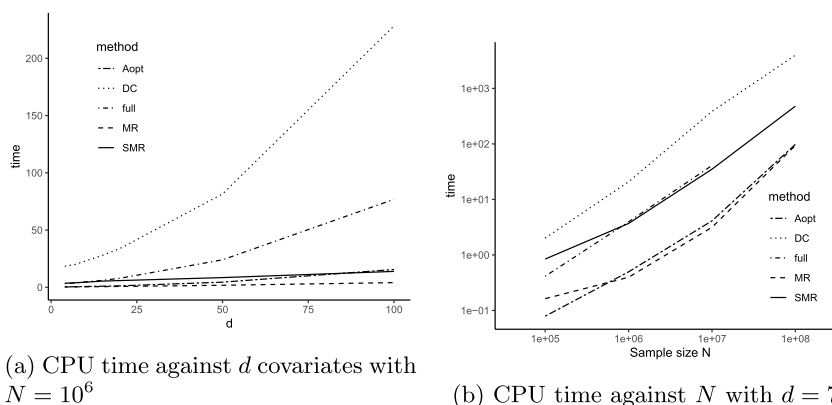 method
Aopt
DC
full
MR
SMR
200
150
100
50
0
time
0 25 50 75 100
d
(a) CPU time against d covariates with
N = 10⁶
1e+03
1e+02
1e+01
1e+00
1e−01
time
method
Aopt
DC
full
MR
SMR
1e+05 1e+06 1e+07 1e+08
Sample size N
(b) CPU time against N with d = 7